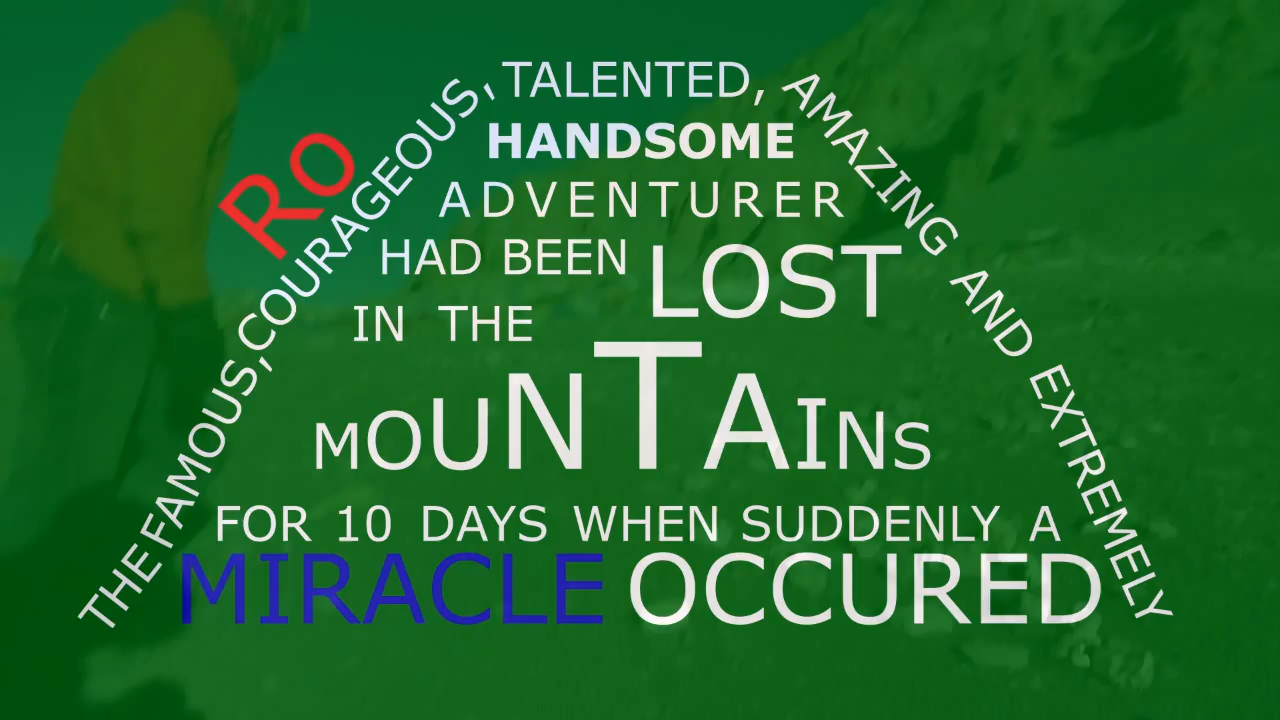 Ro
THE FAMOUS, COURAGEOUS, TALENTED, AMAZING AND EXTREMELY
HANDSOME
ADVENTURER
HAD BEEN LOST
IN THE
MOUNTAINS
FOR 10 DAYS WHEN SUDDENLY A
MIRACLE OCCURED